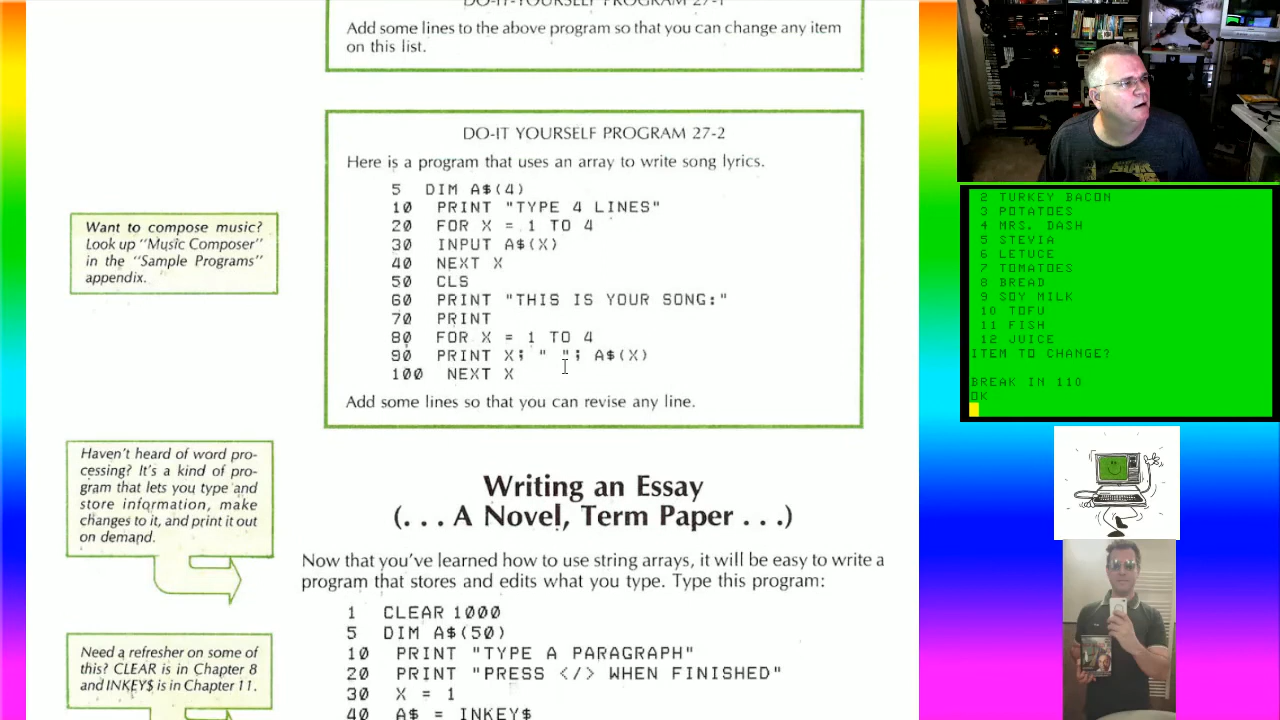 DO-IT-YOURSELF PROGRAM 27-1
Add some lines to the above program so that you can change any item
on this list.
DO-IT YOURSELF PROGRAM 27-2
Here is a program that uses an array to write song lyrics.
5 DIM A$(4)
10 PRINT "TYPE 4 LINES"
20 FOR X = 1 TO 4
30 INPUT A$(X)
40 NEXT X
50 CLS
60 PRINT "THIS IS YOUR SONG:"
70 PRINT
80 FOR X = 1 TO 4
90 PRINT X; " "; A$(X)
100 NEXT X
Add some lines so that you can revise any line.
Want to compose music?
Look up "Music Composer"
in the "Sample Programs"
appendix.
Haven't heard of word pro-
cessing? It's a kind of pro-
gram that lets you type and
store information, make
changes to it, and print it out
on demand.
Writing an Essay
(. . . A Novel, Term Paper . . .)
Now that you've learned how to use string arrays, it will be easy to write a
program that stores and edits what you type. Type this program:
1 CLEAR 1000
5 DIM A$(50)
10 PRINT "TYPE A PARAGRAPH"
20 PRINT "PRESS </> WHEN FINISHED"
30 X = 1
40 A$ = INKEY$
Need a refresher on some of
this? CLEAR is in Chapter 8
and INKEY$ is in Chapter 11.
2 TURKEY BACON
3 POTATOES
4 MRS. DASH
5 STEVIA
6 LETUCE
7 TOMATOES
8 BREAD
9 SOY MILK
10 TOFU
11 FISH
12 JUICE
ITEM TO CHANGE?
BREAK IN 110
OK